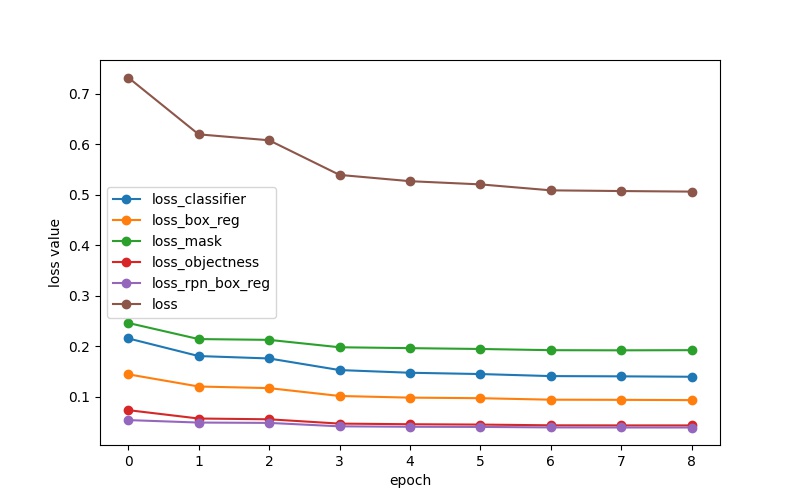 0.7
0.6
0.5
0.4
0.3
0.2
0.1
loss value
loss_classifier
loss_box_reg
loss_mask
loss_objectness
loss_rpn_box_reg
loss
0 1 2 3 4 5 6 7 8
epoch